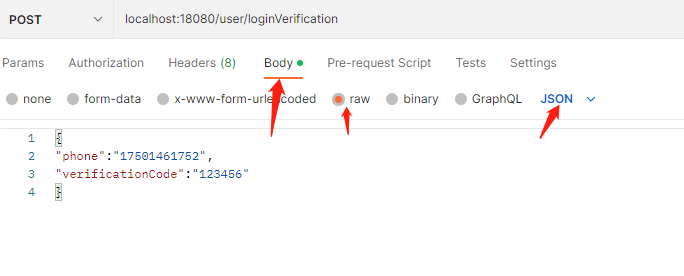 POST localhost:18080/user/loginVerification
Params Authorization Headers (8) Body Pre-request Script Tests Settings
none form-data x-www-form-urlencoded raw binary GraphQL JSON
1 {
2 "phone":"17501461752",
3 "verificationCode":"123456"
4 }